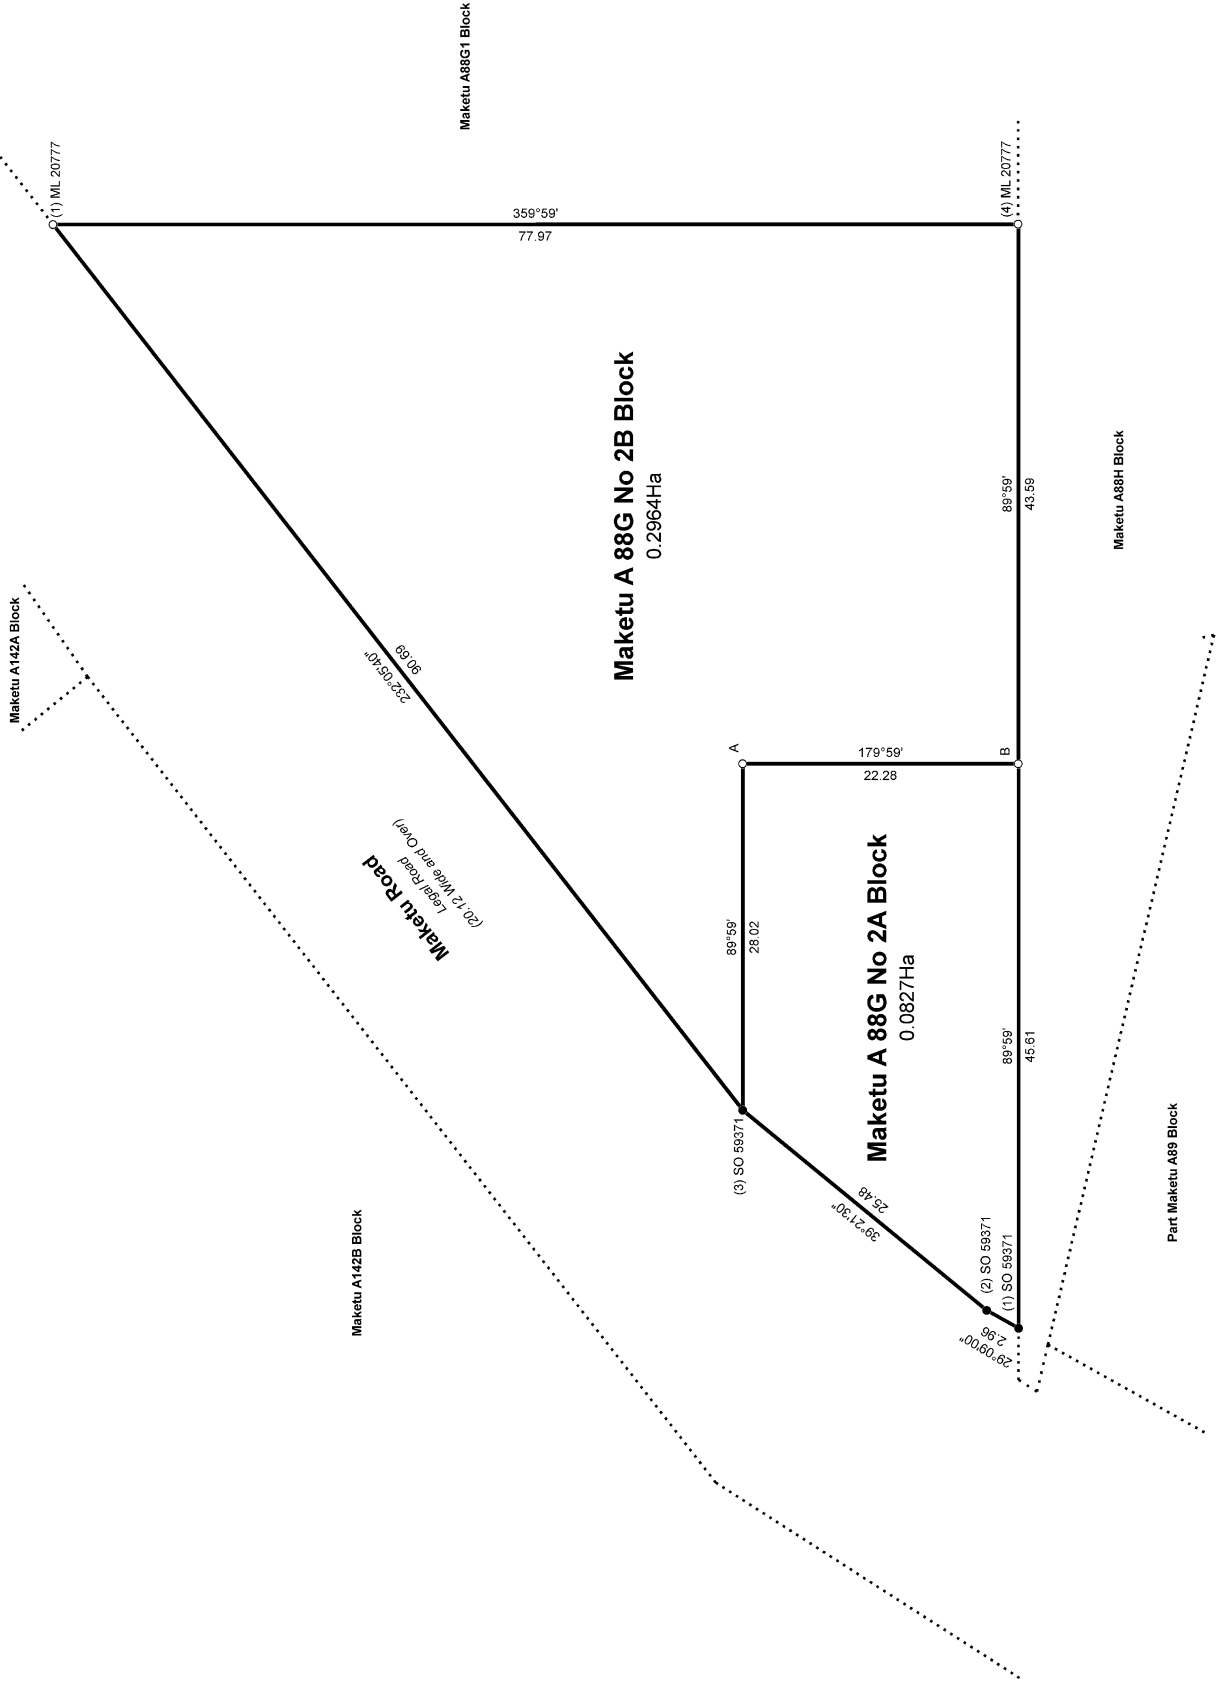 Maketu A88G1 Block
(1) ML 20777
359°59'
77.97
(4) ML 20777
Maketu A 88G No 2B Block
0.2964Ha
89°59'
43.59
Maketu A88H Block
Maketu A142A Block
232°05'40"
90.69
Maketu Road
Legal Road
(20.12 Wide and Over)
A
179°59'
22.28
B
89°59'
28.02
Maketu A 88G No 2A Block
0.0827Ha
89°59'
45.61
(3) SO 59371
39°21'30"
25.48
(2) SO 59371
(1) SO 59371
29°09'00"
2.96
Maketu A142B Block
Part Maketu A89 Block